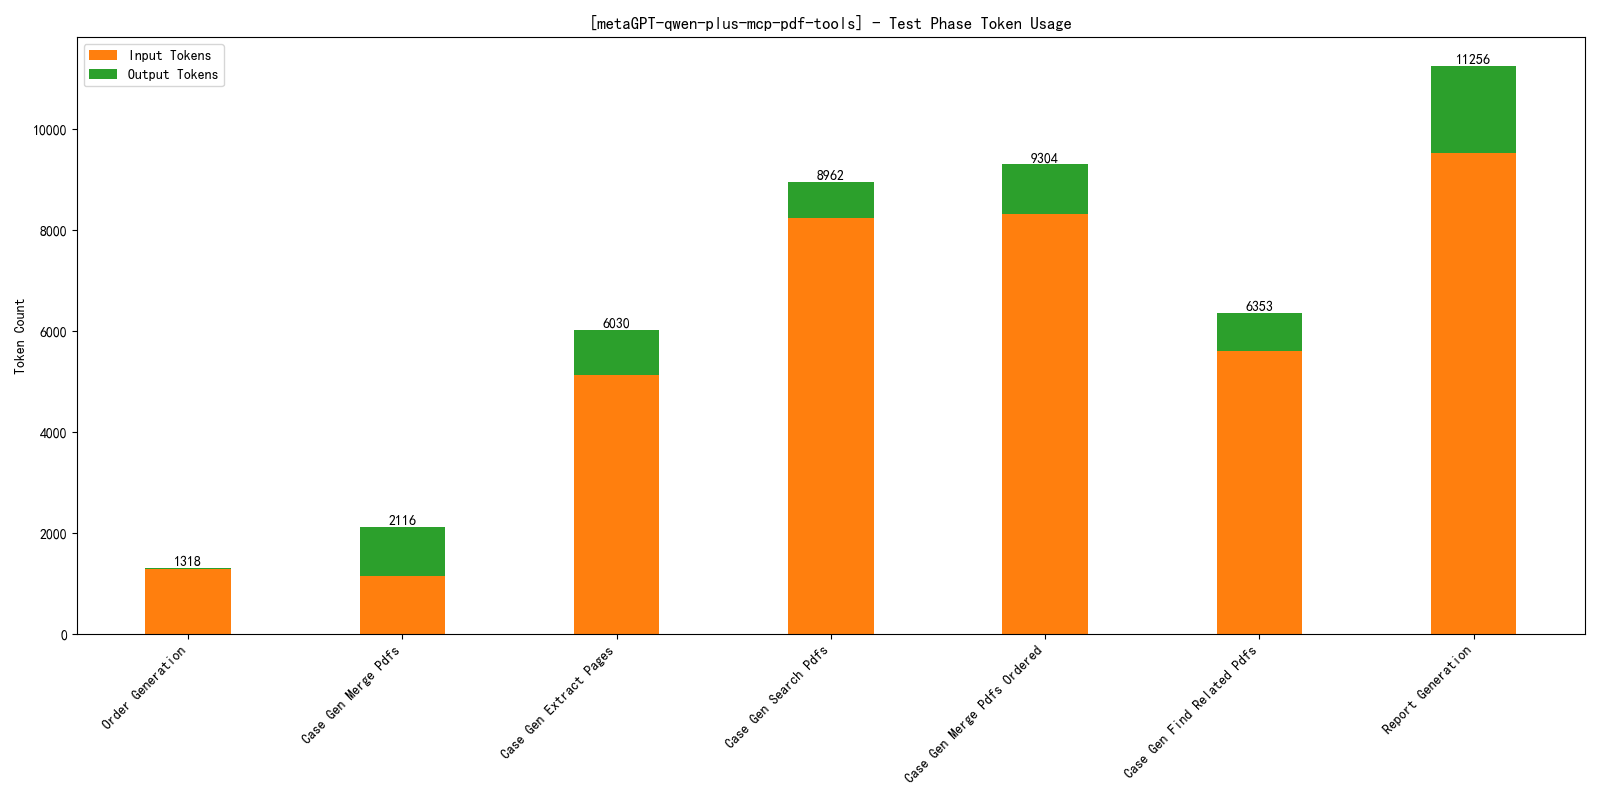 [metaGPT-qwen-plus-mcp-pdf-tools] - Test Phase Token Usage
Input Tokens
Output Tokens
Token Count
10000
8000
6000
4000
2000
0
1318
2116
6030
8962
9304
6353
11256
Order Generation
Case Gen Merge Pdfs
Case Gen Extract Pages
Case Gen Search Pdfs
Case Gen Merge Pdfs Ordered
Case Gen Find Related Pdfs
Report Generation